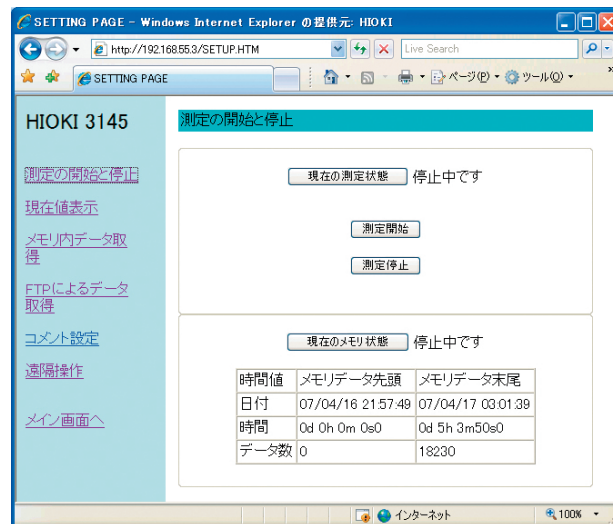 SETTING PAGE - Windows Internet Explorer の提供元: HIOKI
http://192.168.55.3/SETUP.HTM
Live Search
SETTING PAGE
ページ(P)
ツール(O)
HIOKI 3145
測定の開始と停止
現在値表示
メモリ内データ取
得
FTPによるデータ
取得
コメント設定
遠隔操作
メイン画面へ
測定の開始と停止
現在の測定状態 停止中です
測定開始
測定停止
現在のメモリ状態 停止中です
時間値 メモリデータ先頭 メモリデータ末尾
日付 07/04/16 21:57:49 07/04/17 03:01:39
時間 0d 0h 0m 0s0 0d 5h 3m50s0
データ数 0 18230
インターネット
100%